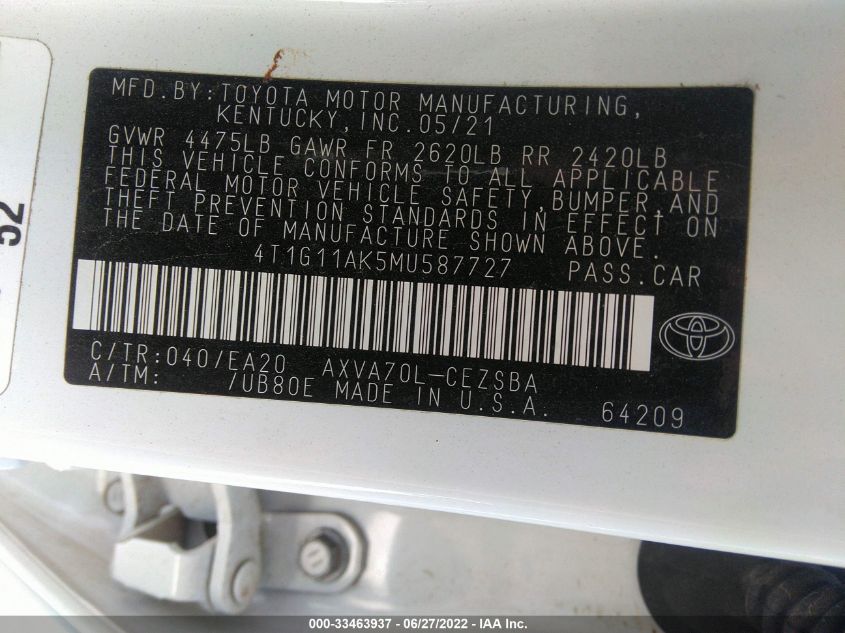 52
MFD.BY:TOYOTA MOTOR MANUFACTURING,
KENTUCKY,INC.05/21
GVWR 4475LB GAWR FR 2620LB RR 2420LB
THIS VEHICLE CONFORMS TO ALL APPLICABLE
FEDERAL MOTOR VEHICLE SAFETY,BUMPER,AND
THEFT PREVENTION STANDARDS IN EFFECT ON
THE DATE OF MANUFACTURE SHOWN ABOVE.
4T1G11AK5MU587727 PASS.CAR
C/TR:040/EA20 AXVA70L-CEZSBA
A/TM: /UB80E MADE IN U.S.A. 64209
000-33463937 - 06/27/2022 - IAA Inc.